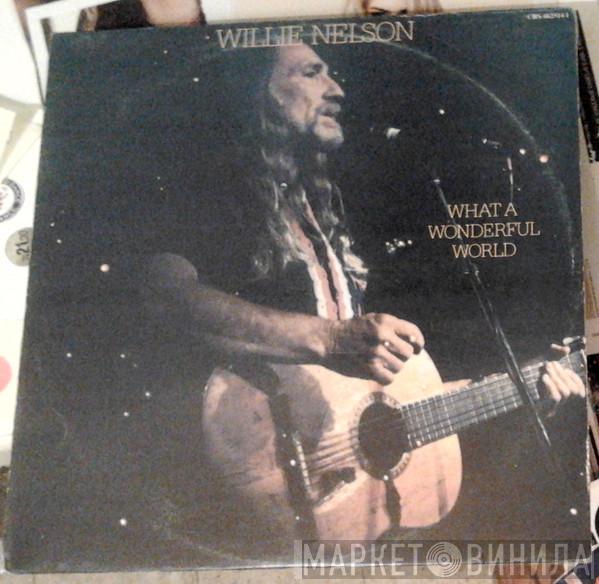 WILLIE NELSON
WHAT A
WONDERFUL
WORLD
МАРКЕТ ВИНИЛА